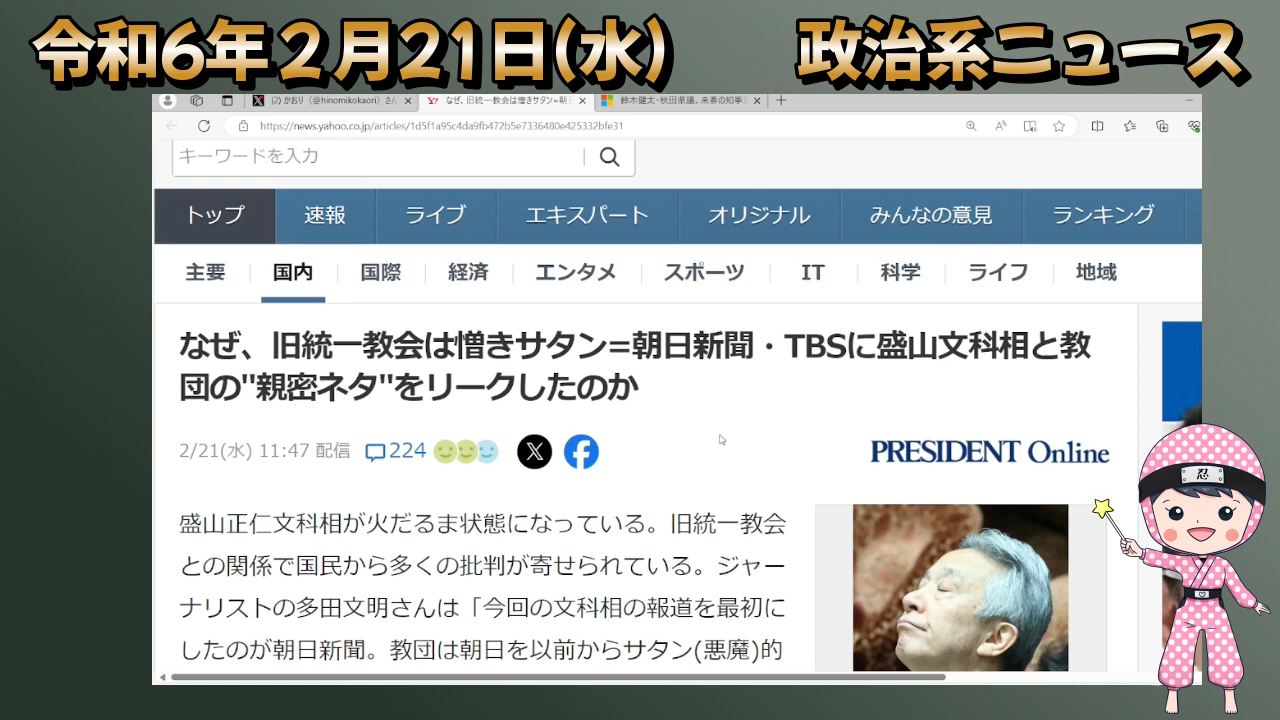 令和6年２月21日(水)
政治系ニュース
(2) かおり (@hinomikokaori) さん
なぜ、旧統一教会は憎きサタン=朝日
鈴木健太・秋田県議、来春の知事
https://news.yahoo.co.jp/articles/1d5f1a95c4da9fb472b5e7336480e425332bfe31
キーワードを入力
トップ 速報 ライブ エキスパート オリジナル みんなの意見 ランキング
主要 国内 国際 経済 エンタメ スポーツ IT 科学 ライフ 地域
なぜ、旧統一教会は憎きサタン=朝日新聞・TBSに盛山文科相と教
団の"親密ネタ"をリークしたのか
2/21(水) 11:47 配信 224
PRESIDENT Online
盛山正仁文科相が火だるま状態になっている。旧統一教会
との関係で国民から多くの批判が寄せられている。ジャー
ナリストの多田文明さんは「今回の文科相の報道を最初に
したのが朝日新聞。教団は朝日を以前からサタン(悪魔)的
忍